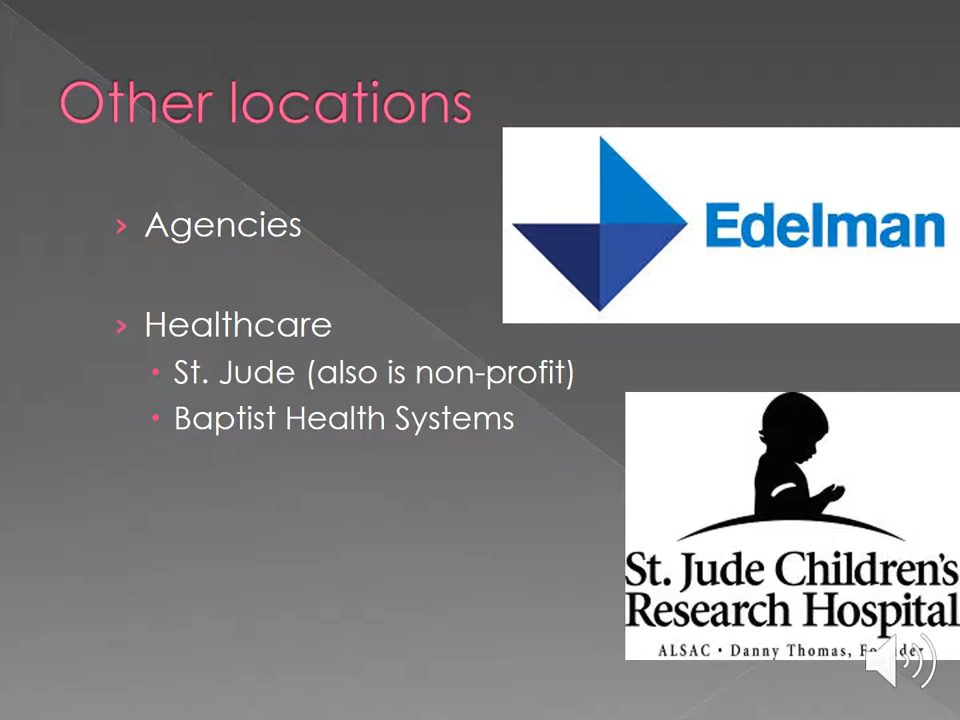 Other locations
Agencies
Edelman
Healthcare
St. Jude (also is non-profit)
Baptist Health Systems
St. Jude Children's
Research Hospital
ALSAC • Danny Thomas, Founder